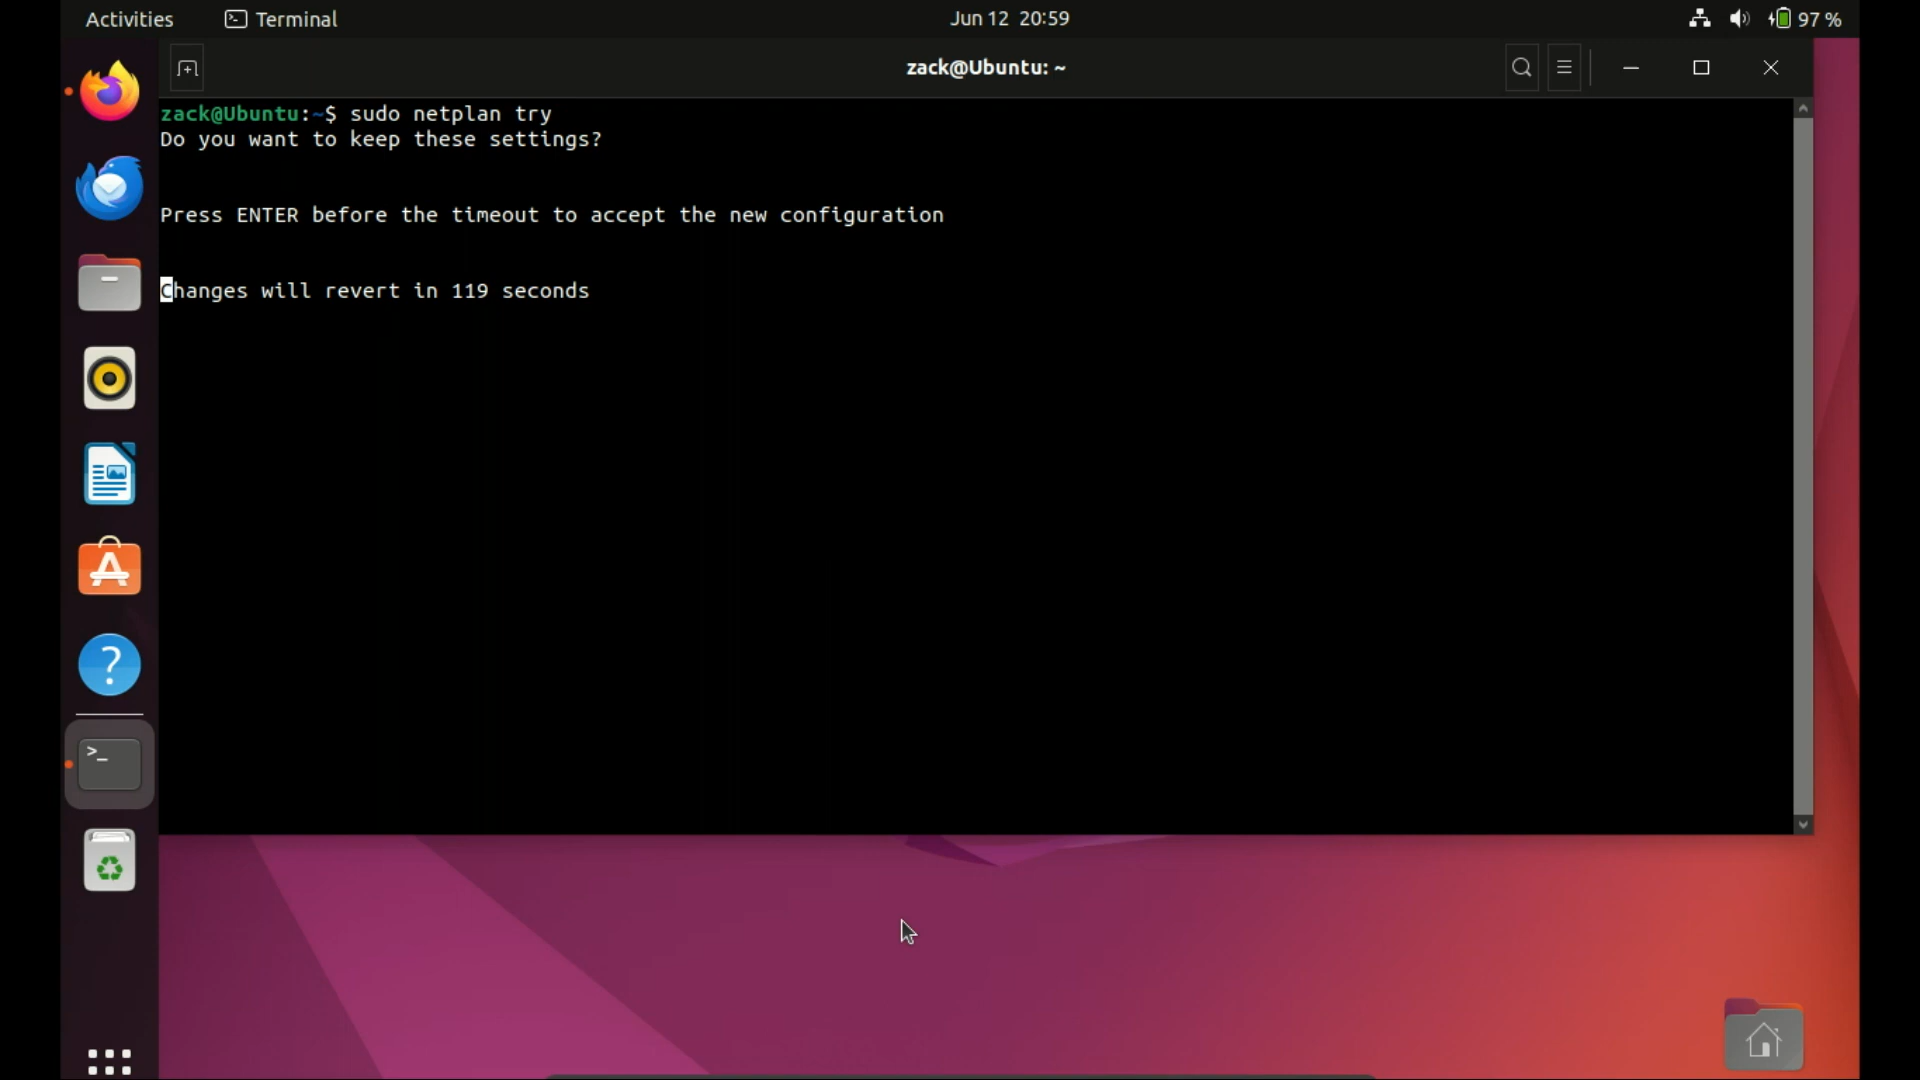 Activities
Terminal
Jun 12 20:59
97 %
zack@Ubuntu: ~
zack@Ubuntu:~$ sudo netplan try
Do you want to keep these settings?
Press ENTER before the timeout to accept the new configuration
Changes will revert in 119 seconds